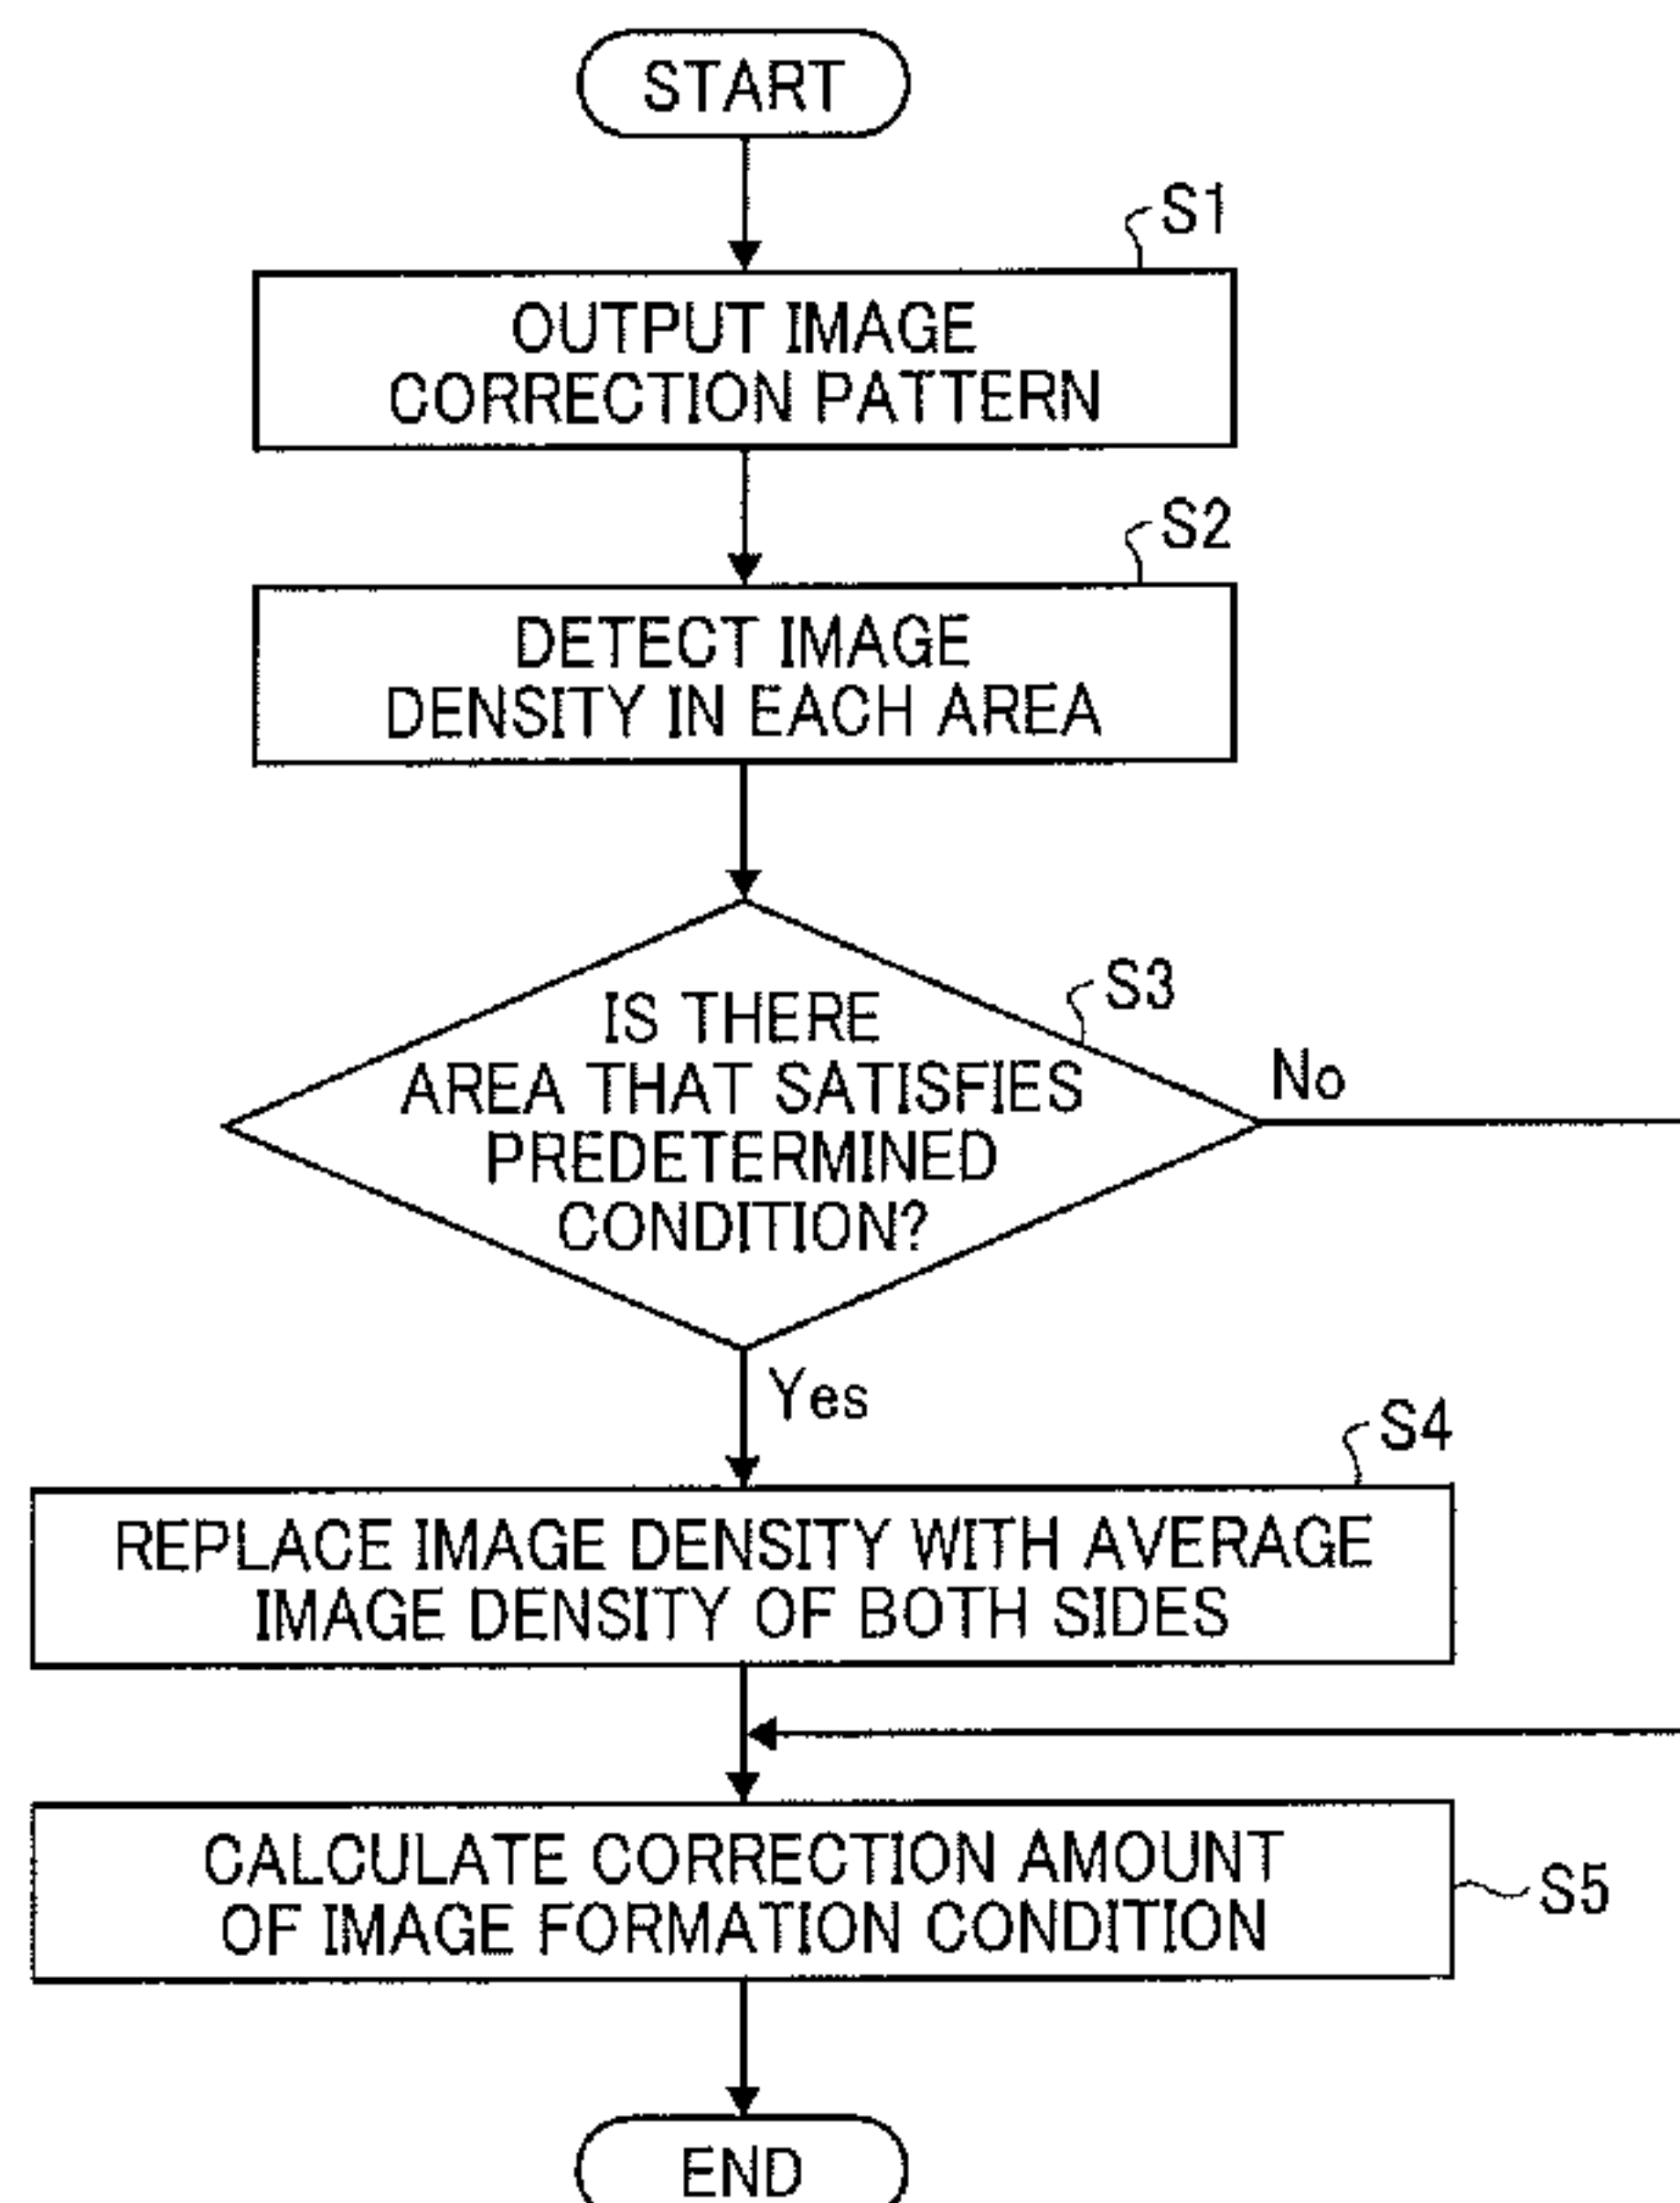 START
S1
OUTPUT IMAGE
CORRECTION PATTERN
S2
DETECT IMAGE
DENSITY IN EACH AREA
S3
IS THERE
AREA THAT SATISFIES
PREDETERMINED
CONDITION?
No
Yes
S4
REPLACE IMAGE DENSITY WITH AVERAGE
IMAGE DENSITY OF BOTH SIDES
CALCULATE CORRECTION AMOUNT
OF IMAGE FORMATION CONDITION
S5
END